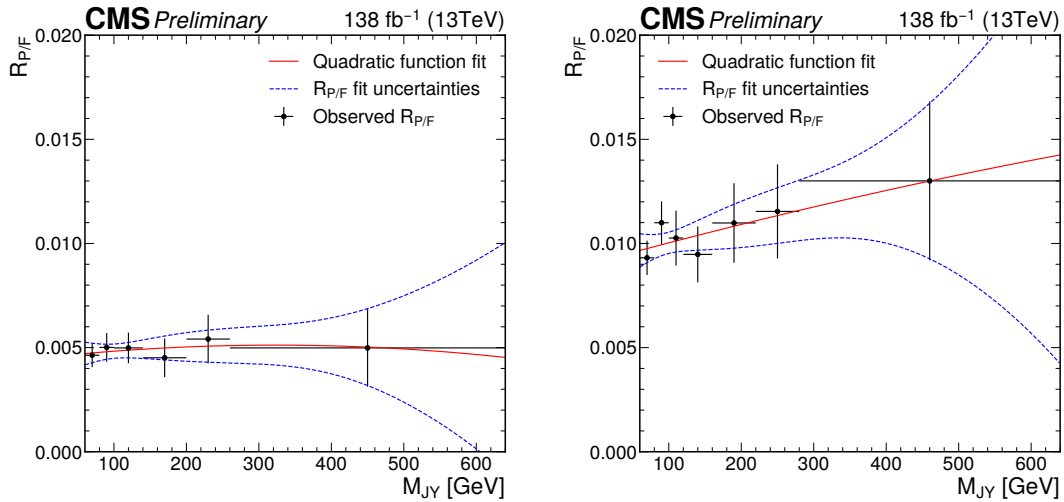 CMS Preliminary 138 fb⁻¹ (13TeV)
R_P/F
0.020
0.015
0.010
0.005
0.000
Quadratic function fit
R_P/F fit uncertainties
Observed R_P/F
100 200 300 400 500 600
M_JY [GeV]
CMS Preliminary 138 fb⁻¹ (13TeV)
R_P/F
0.020
0.015
0.010
0.005
0.000
Quadratic function fit
R_P/F fit uncertainties
Observed R_P/F
100 200 300 400 500 600
M_JY [GeV]